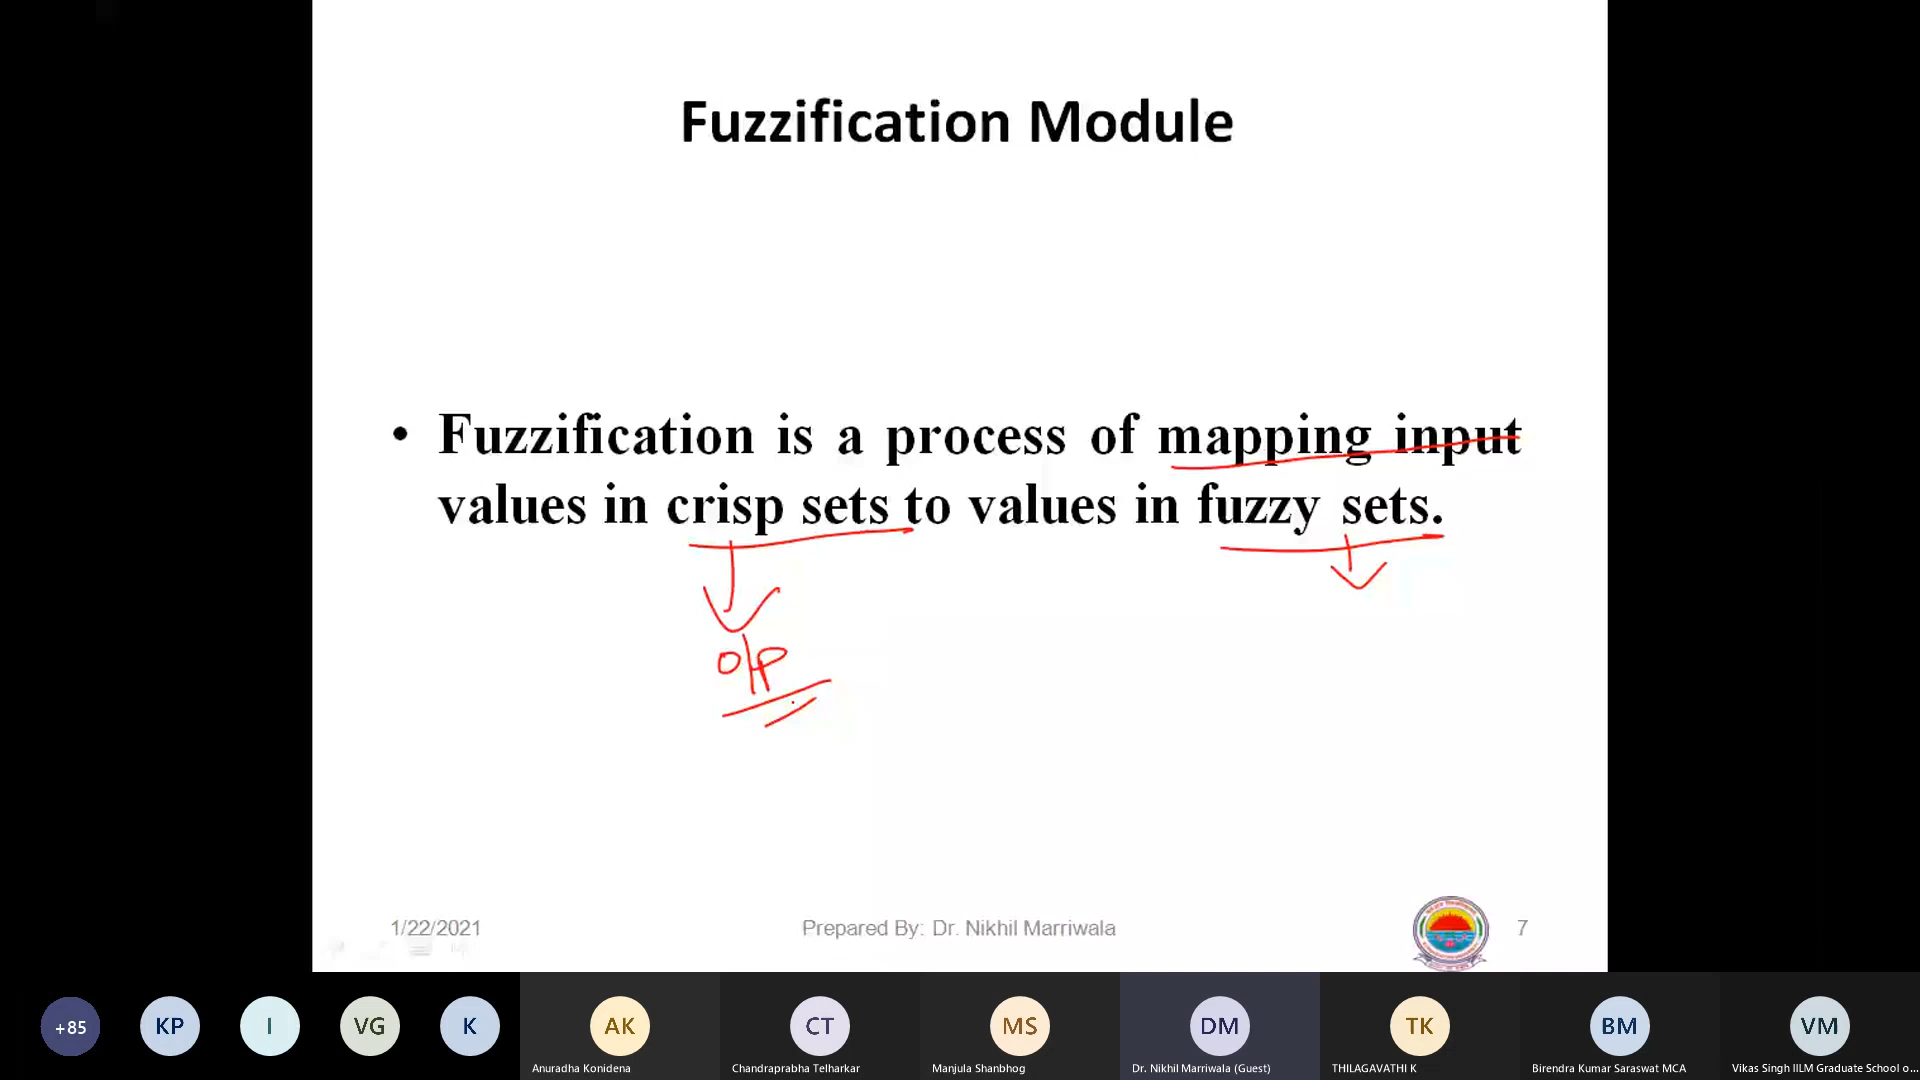 Fuzzification Module
• Fuzzification is a process of mapping input
values in crisp sets to values in fuzzy sets.
O/P
1/22/2021
Prepared By: Dr. Nikhil Marriwala
7
+85
KP
I
VG
K
AK
CT
MS
DM
TK
BM
VM
Anuradha Konidena
Chandraprabha Telharkar
Manjula Shanbhog
Dr. Nikhil Marriwala (Guest)
THILAGAVATHI K
Birendra Kumar Saraswat MCA
Vikas Singh IILM Graduate School o...